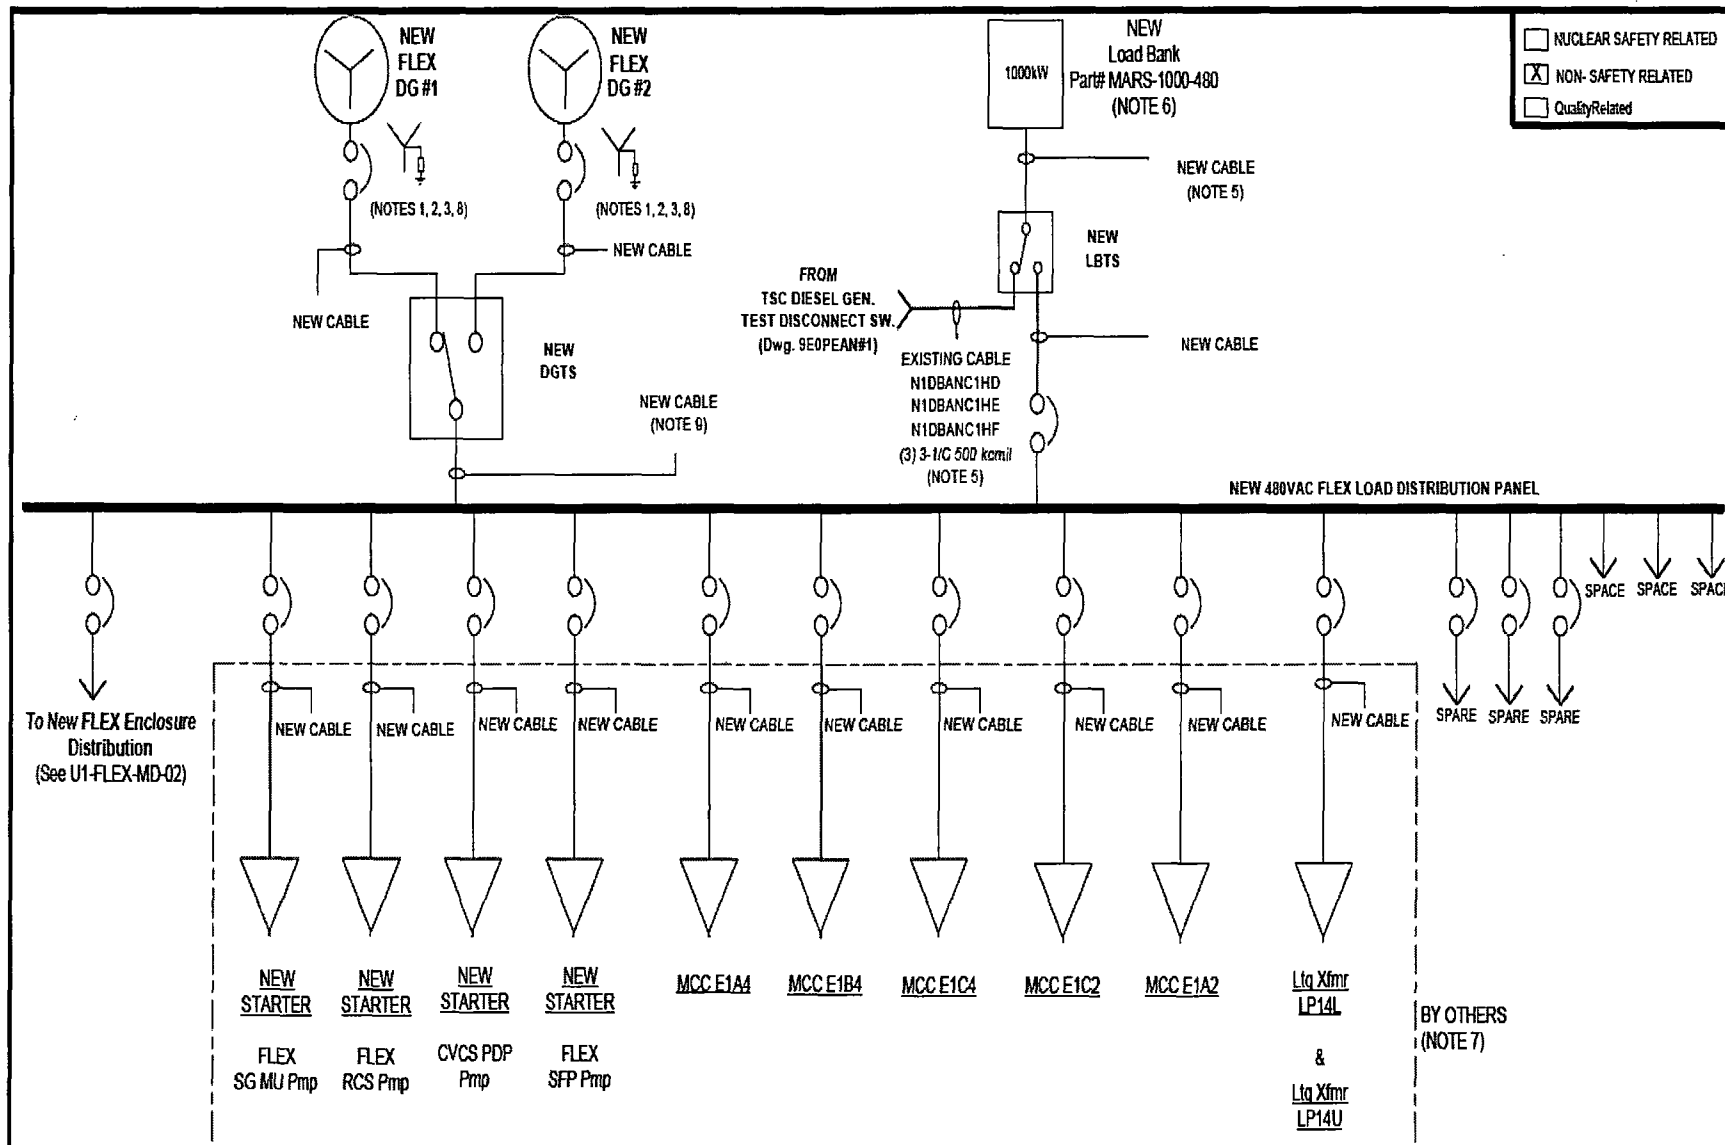 NEW
FLEX
DG #1
NEW
FLEX
DG #2
1000kW
NEW
Load Bank
Part# MARS-1000-480
(NOTE 6)
NUCLEAR SAFETY RELATED
X NON- SAFETY RELATED
QualityRelated
(NOTES 1, 2, 3, 8)
(NOTES 1, 2, 3, 8)
NEW CABLE
(NOTE 5)
NEW CABLE
NEW
LBTS
NEW CABLE
FROM
TSC DIESEL GEN.
TEST DISCONNECT SW.
(Dwg. 9E0PEAN#1)
NEW
DGTS
NEW CABLE
EXISTING CABLE
N1DBANC1HD
N1DBANC1HE
N1DBANC1HF
(3) 3-1/C 500 kcmil
(NOTE 5)
NEW CABLE
(NOTE 9)
NEW 480VAC FLEX LOAD DISTRIBUTION PANEL
SPACE
SPACE
SPACE
To New FLEX Enclosure
Distribution
(See U1-FLEX-MD-02)
NEW CABLE
NEW CABLE
NEW CABLE
NEW CABLE
NEW CABLE
NEW CABLE
NEW CABLE
NEW CABLE
NEW CABLE
NEW CABLE
SPARE
SPARE
SPARE
NEW
STARTER
FLEX
SG MU Pmp
NEW
STARTER
FLEX
RCS Pmp
NEW
STARTER
CVCS PDP
Pmp
NEW
STARTER
FLEX
SFP Pmp
MCC E1A4
MCC E1B4
MCC E1C4
MCC E1C2
MCC E1A2
Ltg Xfmr
LP14L
&
Ltg Xfmr
LP14U
BY OTHERS
(NOTE 7)